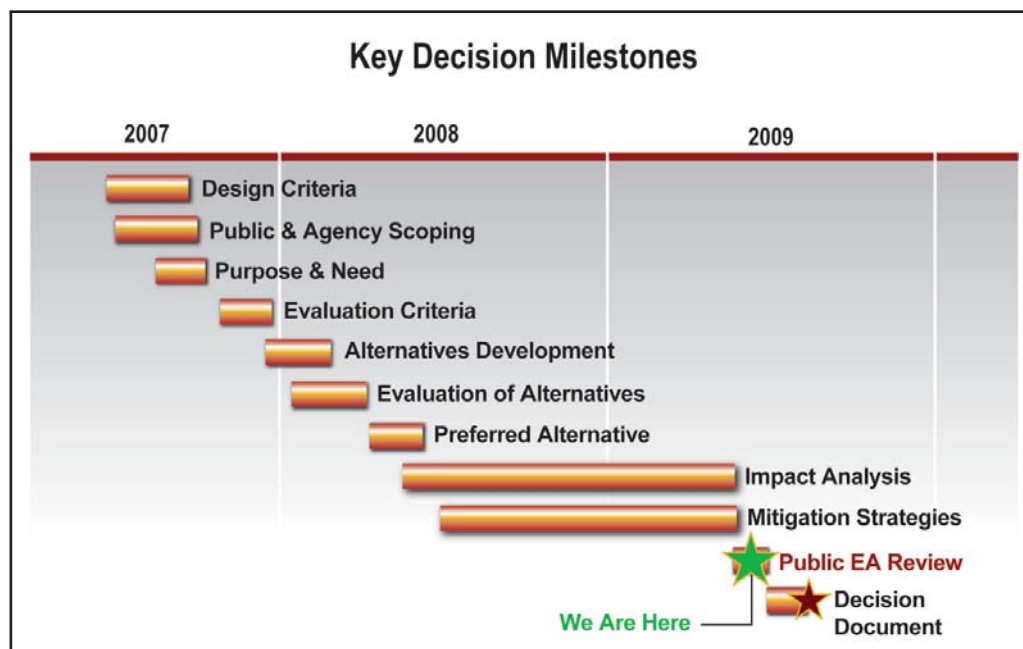 Key Decision Milestones
2007 2008 2009
Design Criteria
Public & Agency Scoping
Purpose & Need
Evaluation Criteria
Alternatives Development
Evaluation of Alternatives
Preferred Alternative
Impact Analysis
Mitigation Strategies
Public EA Review
We Are Here
Decision
Document